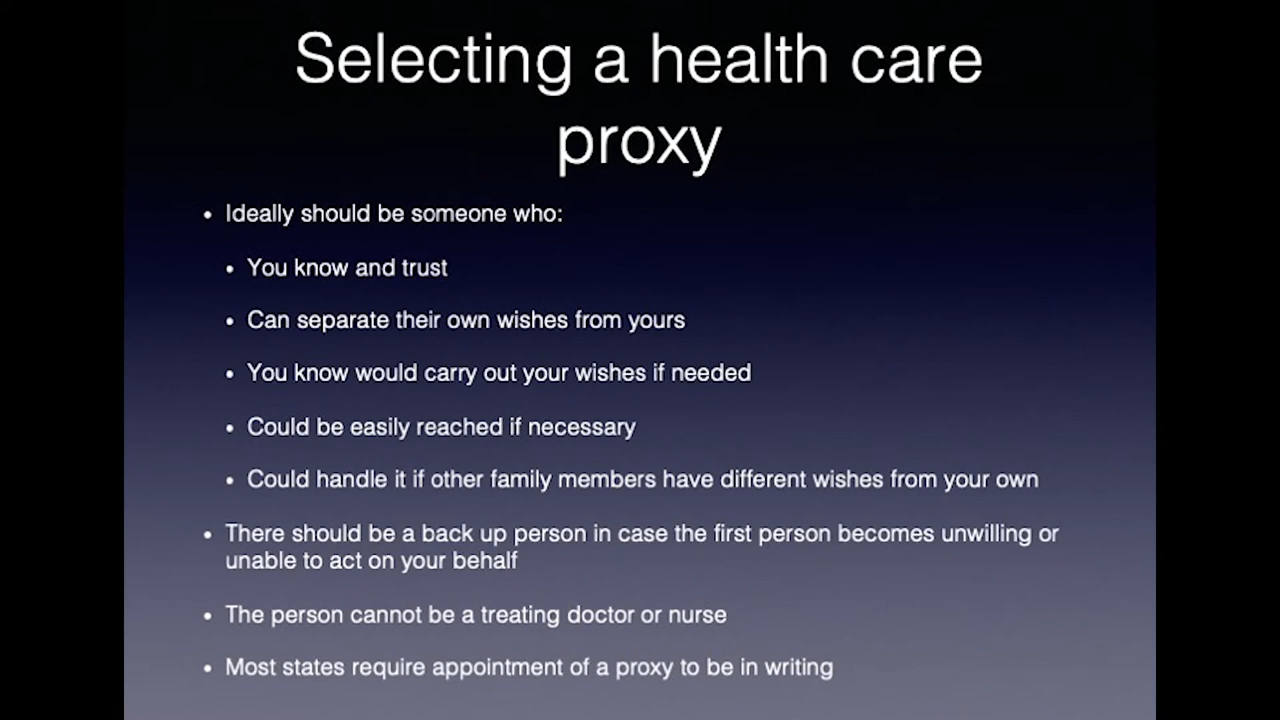 Selecting a health care
proxy
• Ideally should be someone who:
• You know and trust
• Can separate their own wishes from yours
• You know would carry out your wishes if needed
• Could be easily reached if necessary
• Could handle it if other family members have different wishes from your own
• There should be a back up person in case the first person becomes unwilling or
unable to act on your behalf
• The person cannot be a treating doctor or nurse
• Most states require appointment of a proxy to be in writing